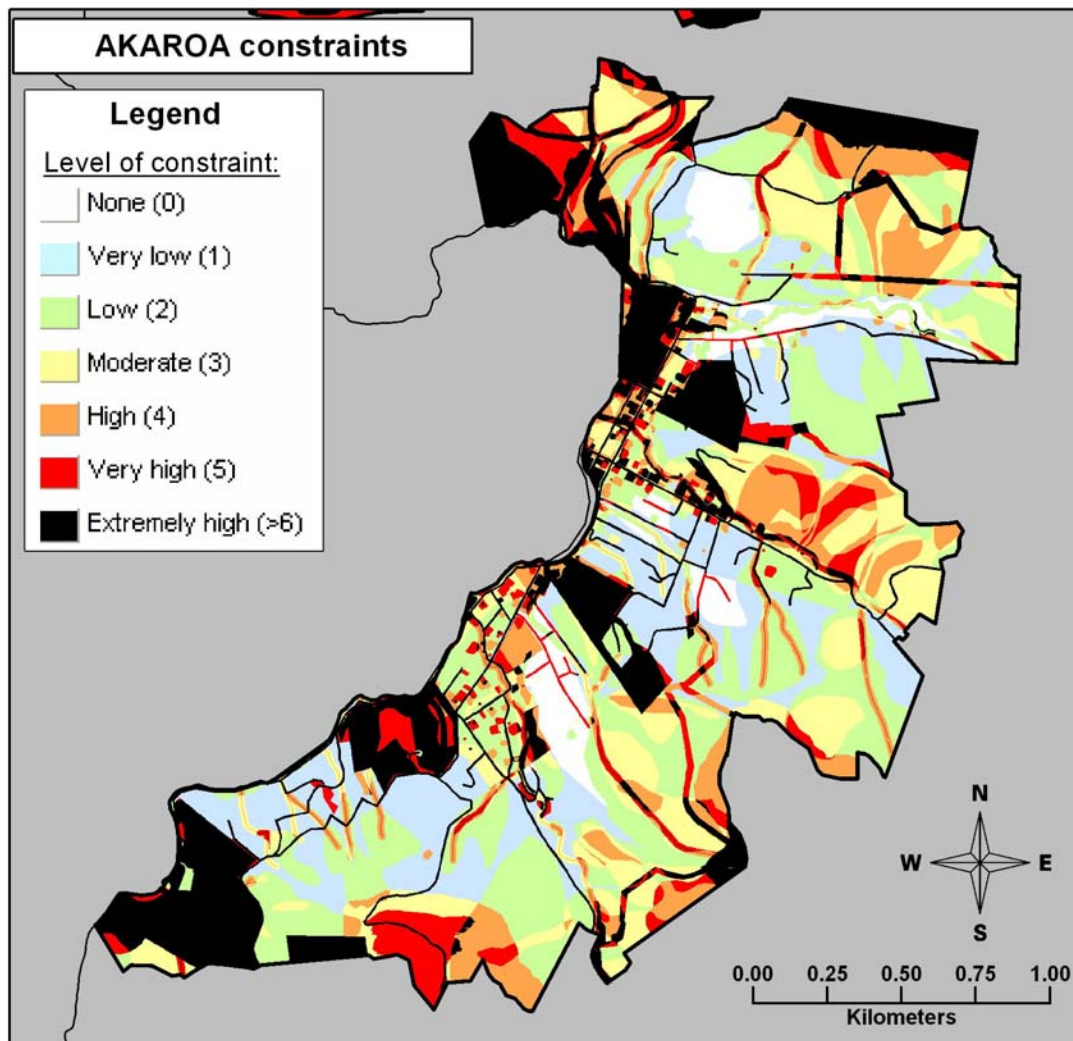 AKAROA constraints
Legend
Level of constraint:
None (0)
Very low (1)
Low (2)
Moderate (3)
High (4)
Very high (5)
Extremely high (>6)
N
W E
S
0.00 0.25 0.50 0.75 1.00
Kilometers